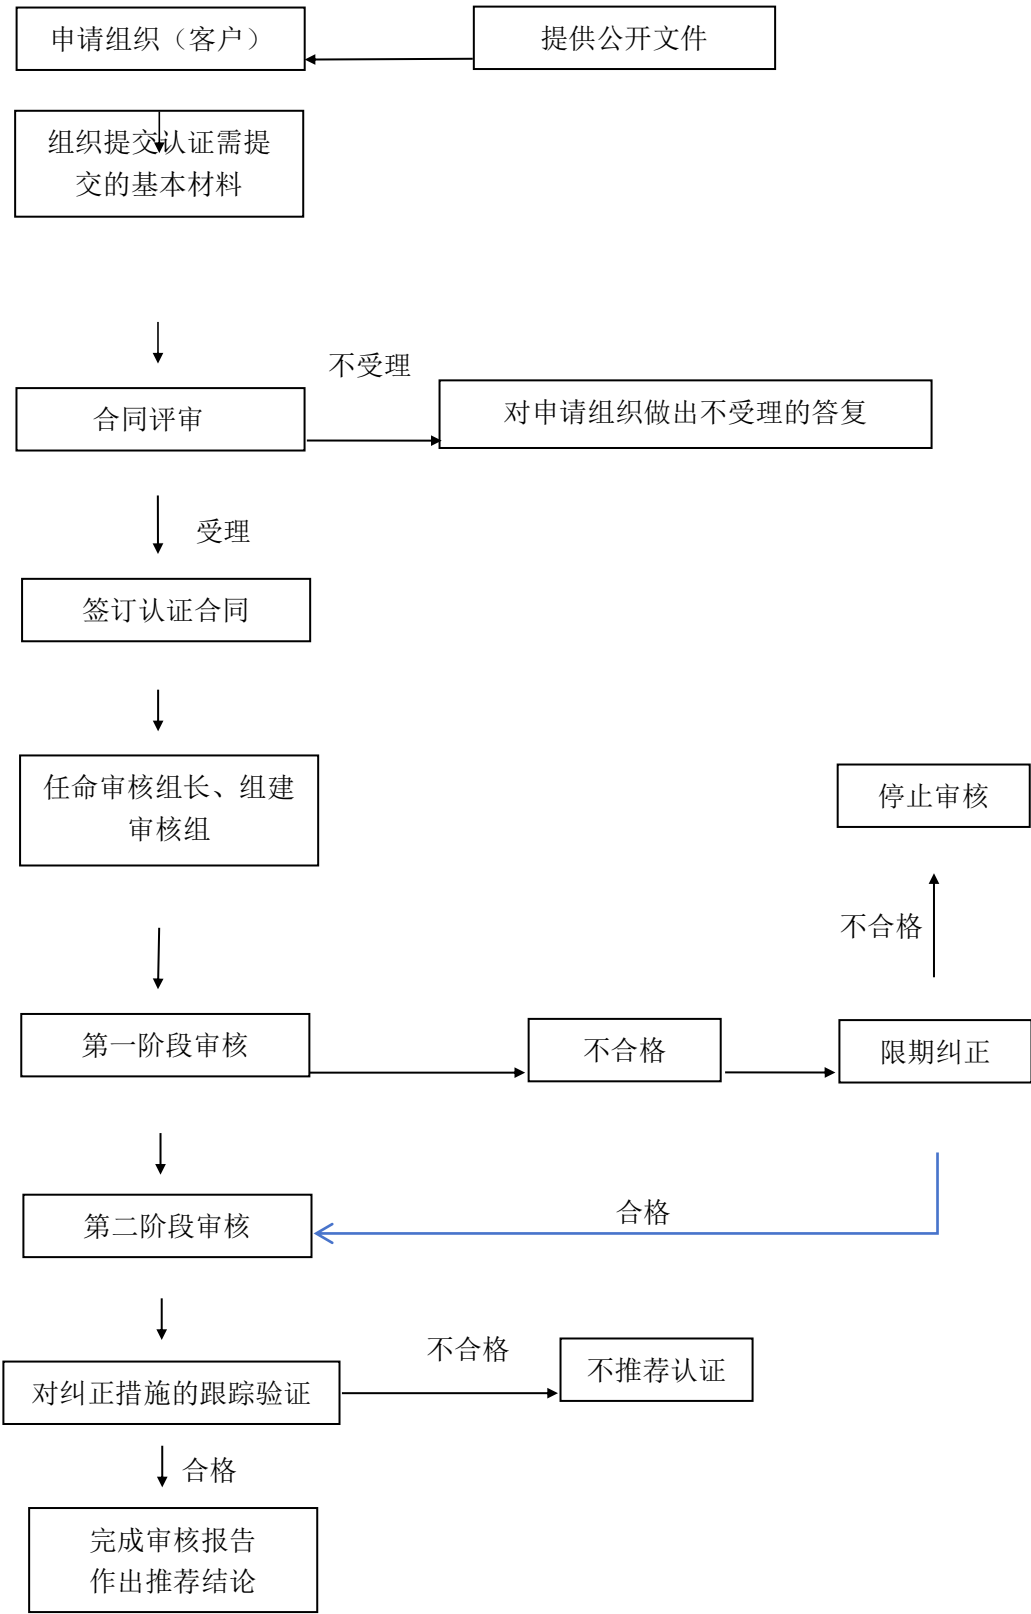 申请组织（客户）
提供公开文件
组织提交认证需提
交的基本材料
不受理
合同评审
对申请组织做出不受理的答复
受理
签订认证合同
任命审核组长、组建
审核组
停止审核
不合格
第一阶段审核
不合格
限期纠正
第二阶段审核
合格
不合格
对纠正措施的跟踪验证
不推荐认证
合格
完成审核报告
作出推荐结论